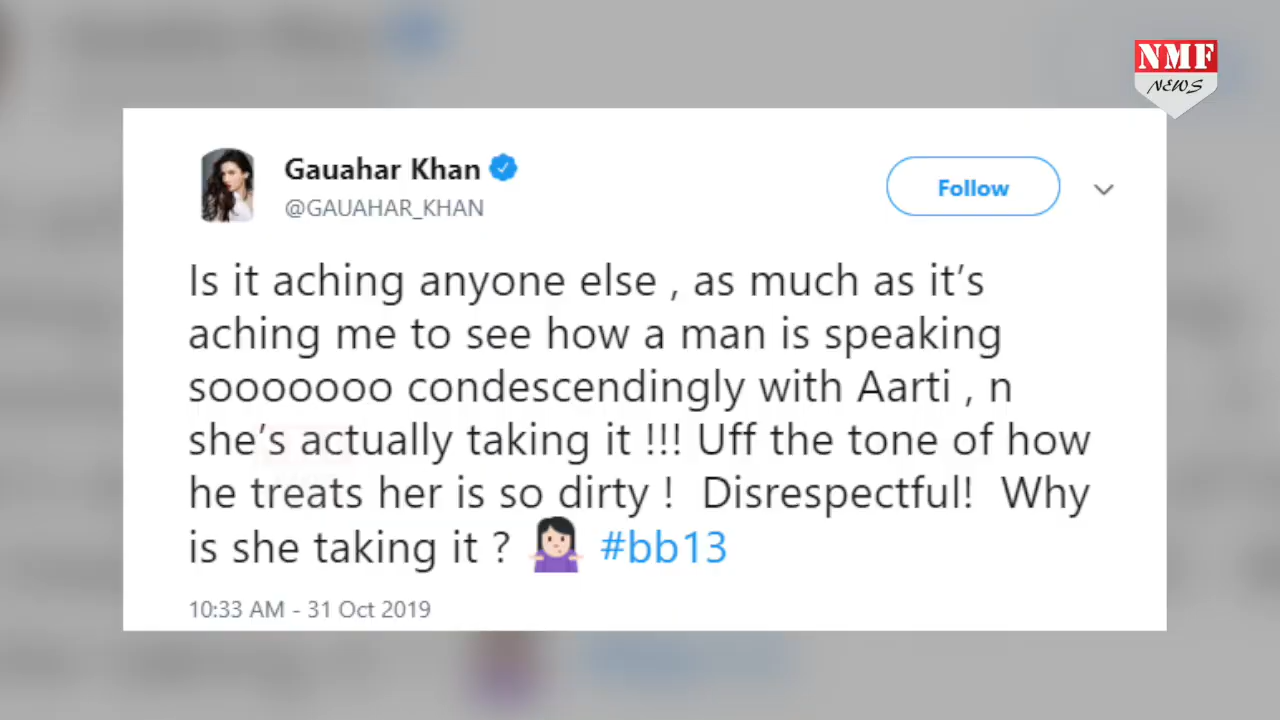 NMF
NEWS
Gauahar Khan
@GAUAHAR_KHAN
Follow
Is it aching anyone else , as much as it’s
aching me to see how a man is speaking
sooooooo condescendingly with Aarti , n
she’s actually taking it !!! Uff the tone of how
he treats her is so dirty !  Disrespectful!  Why
is she taking it ? 🤷🏻‍♀️ #bb13
10:33 AM - 31 Oct 2019